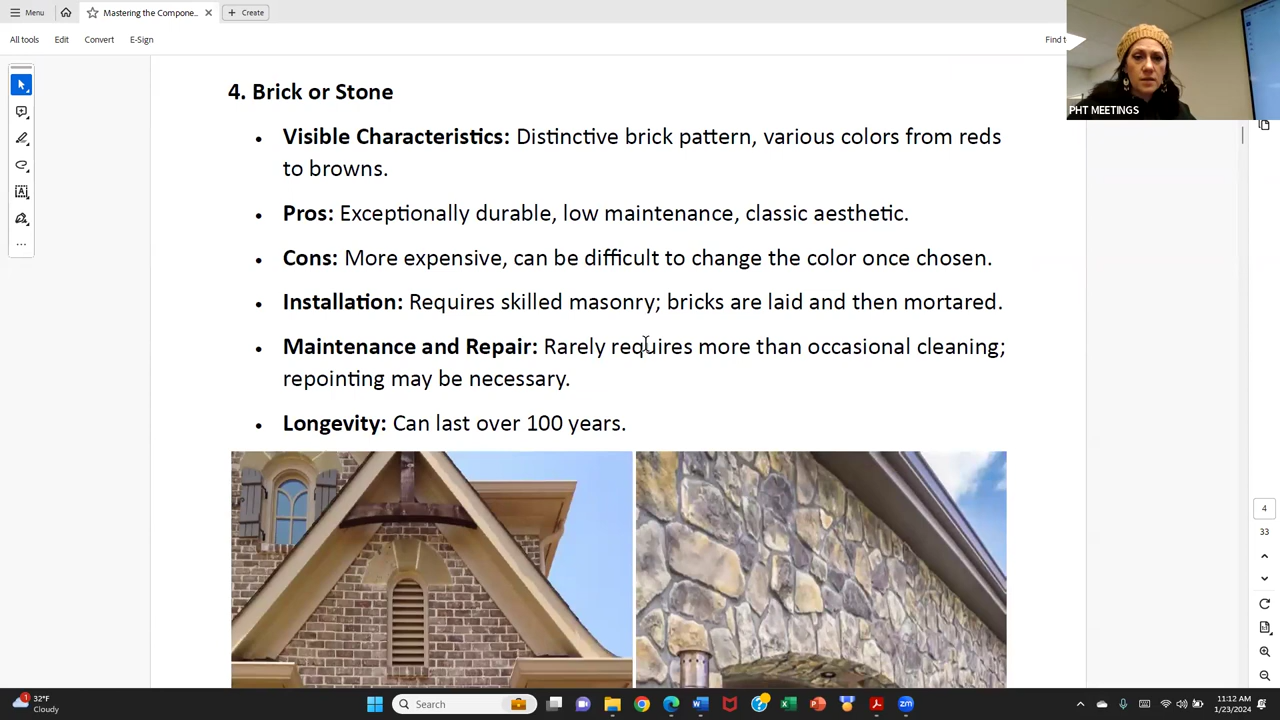 Menu
Mastering the Compone...
Create
All tools
Edit
Convert
E-Sign
Find t
PHT MEETINGS
4. Brick or Stone
• Visible Characteristics: Distinctive brick pattern, various colors from reds
to browns.
• Pros: Exceptionally durable, low maintenance, classic aesthetic.
• Cons: More expensive, can be difficult to change the color once chosen.
• Installation: Requires skilled masonry; bricks are laid and then mortared.
• Maintenance and Repair: Rarely requires more than occasional cleaning;
repointing may be necessary.
• Longevity: Can last over 100 years.
4
33
1
32°F
Cloudy
Search
11:12 AM
1/23/2024